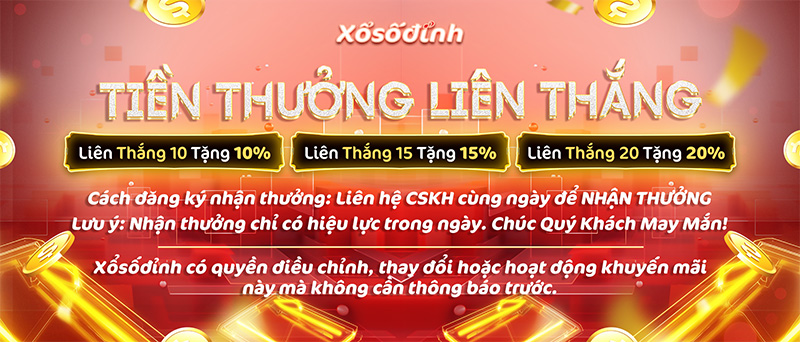 Xổsốđỉnh
TIỀN THƯỞNG LIÊN THẮNG
Liên Thắng 10 Tặng 10%
Liên Thắng 15 Tặng 15%
Liên Thắng 20 Tặng 20%
Cách đăng ký nhận thưởng: Liên hệ CSKH cùng ngày để NHẬN THƯỞNG
Lưu ý: Nhận thưởng chỉ có hiệu lực trong ngày. Chúc Quý Khách May Mắn!
Xổsốđỉnh có quyền điều chỉnh, thay đổi hoặc hoạt động khuyến mãi
này mà không cần thông báo trước.